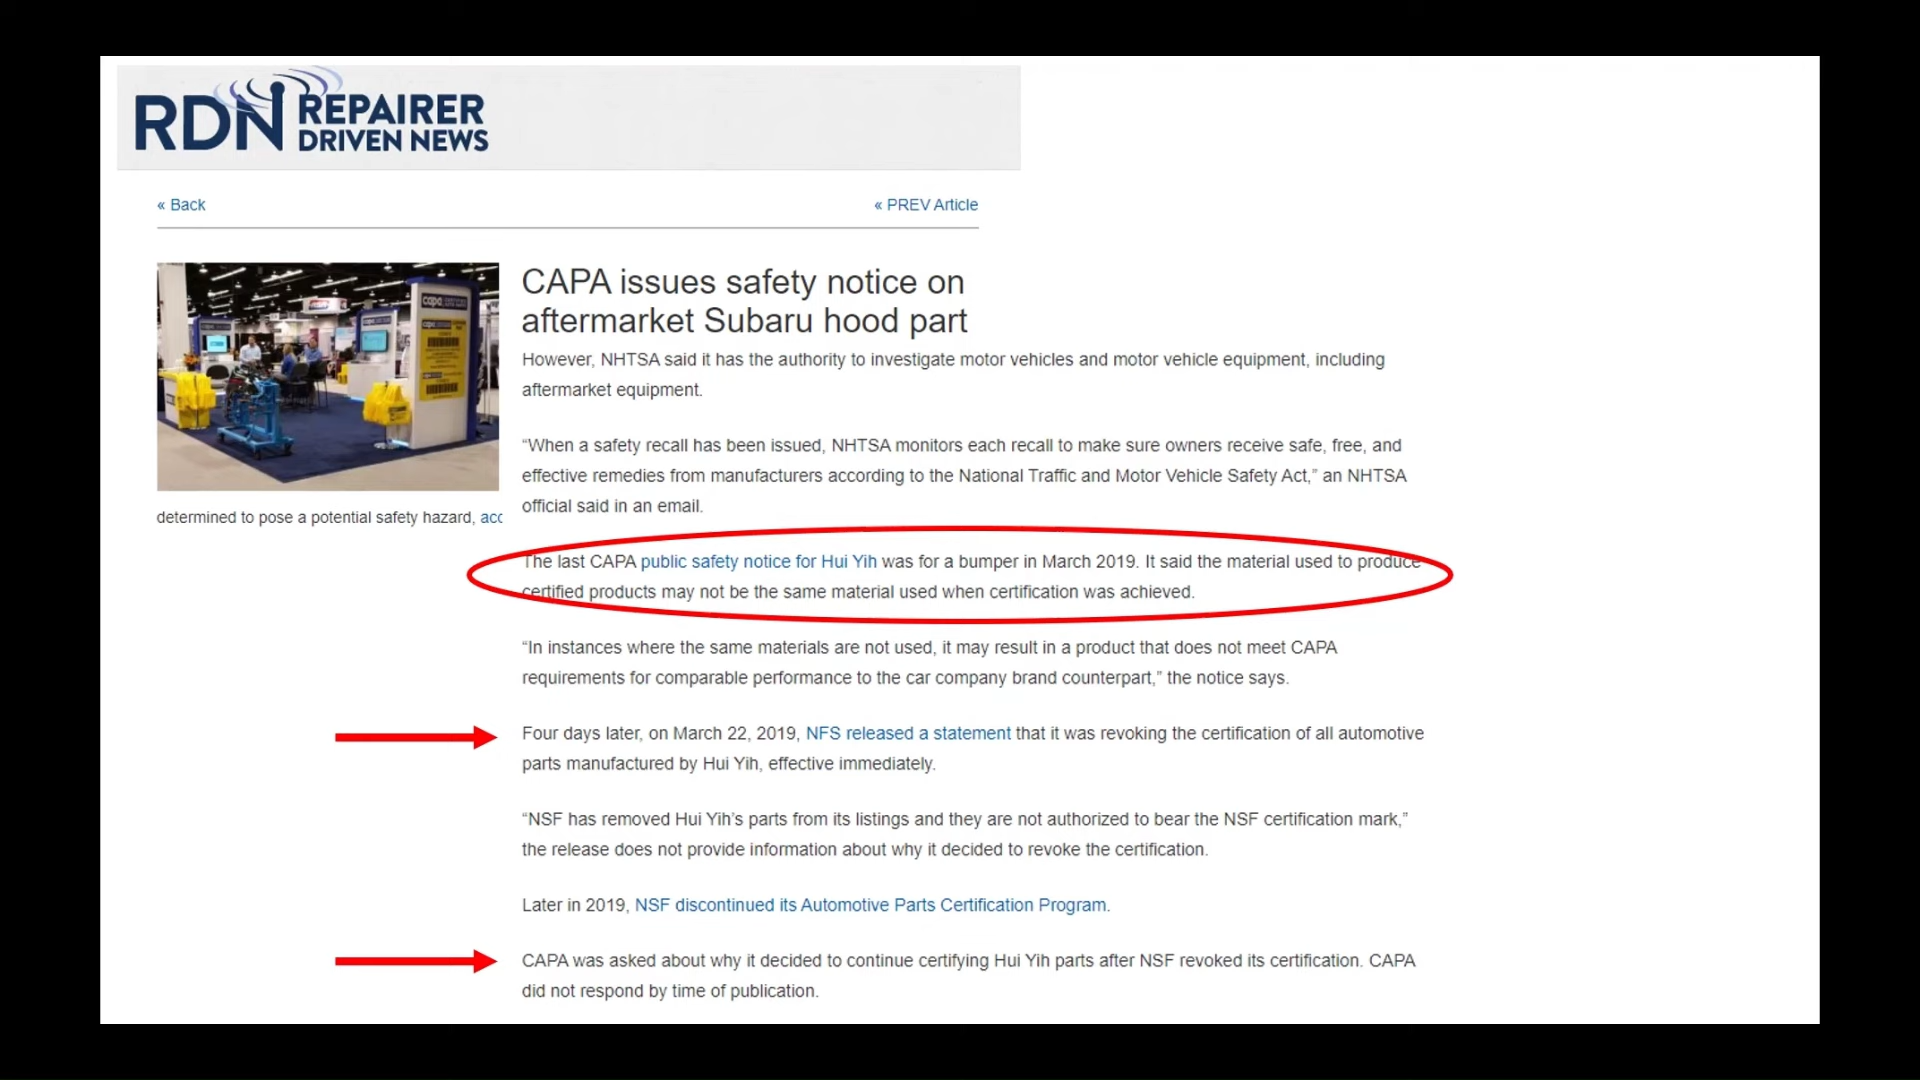 RDN REPAIRER
DRIVEN NEWS
« Back
« PREV Article
CAPA issues safety notice on
aftermarket Subaru hood part
However, NHTSA said it has the authority to investigate motor vehicles and motor vehicle equipment, including
aftermarket equipment.
“When a safety recall has been issued, NHTSA monitors each recall to make sure owners receive safe, free, and
effective remedies from manufacturers according to the National Traffic and Motor Vehicle Safety Act,” an NHTSA
official said in an email.
determined to pose a potential safety hazard, acc
The last CAPA public safety notice for Hui Yih was for a bumper in March 2019. It said the material used to produce
certified products may not be the same material used when certification was achieved.
“In instances where the same materials are not used, it may result in a product that does not meet CAPA
requirements for comparable performance to the car company brand counterpart,” the notice says.
Four days later, on March 22, 2019, NFS released a statement that it was revoking the certification of all automotive
parts manufactured by Hui Yih, effective immediately.
“NSF has removed Hui Yih’s parts from its listings and they are not authorized to bear the NSF certification mark,”
the release does not provide information about why it decided to revoke the certification.
Later in 2019, NSF discontinued its Automotive Parts Certification Program.
CAPA was asked about why it decided to continue certifying Hui Yih parts after NSF revoked its certification. CAPA
did not respond by time of publication.